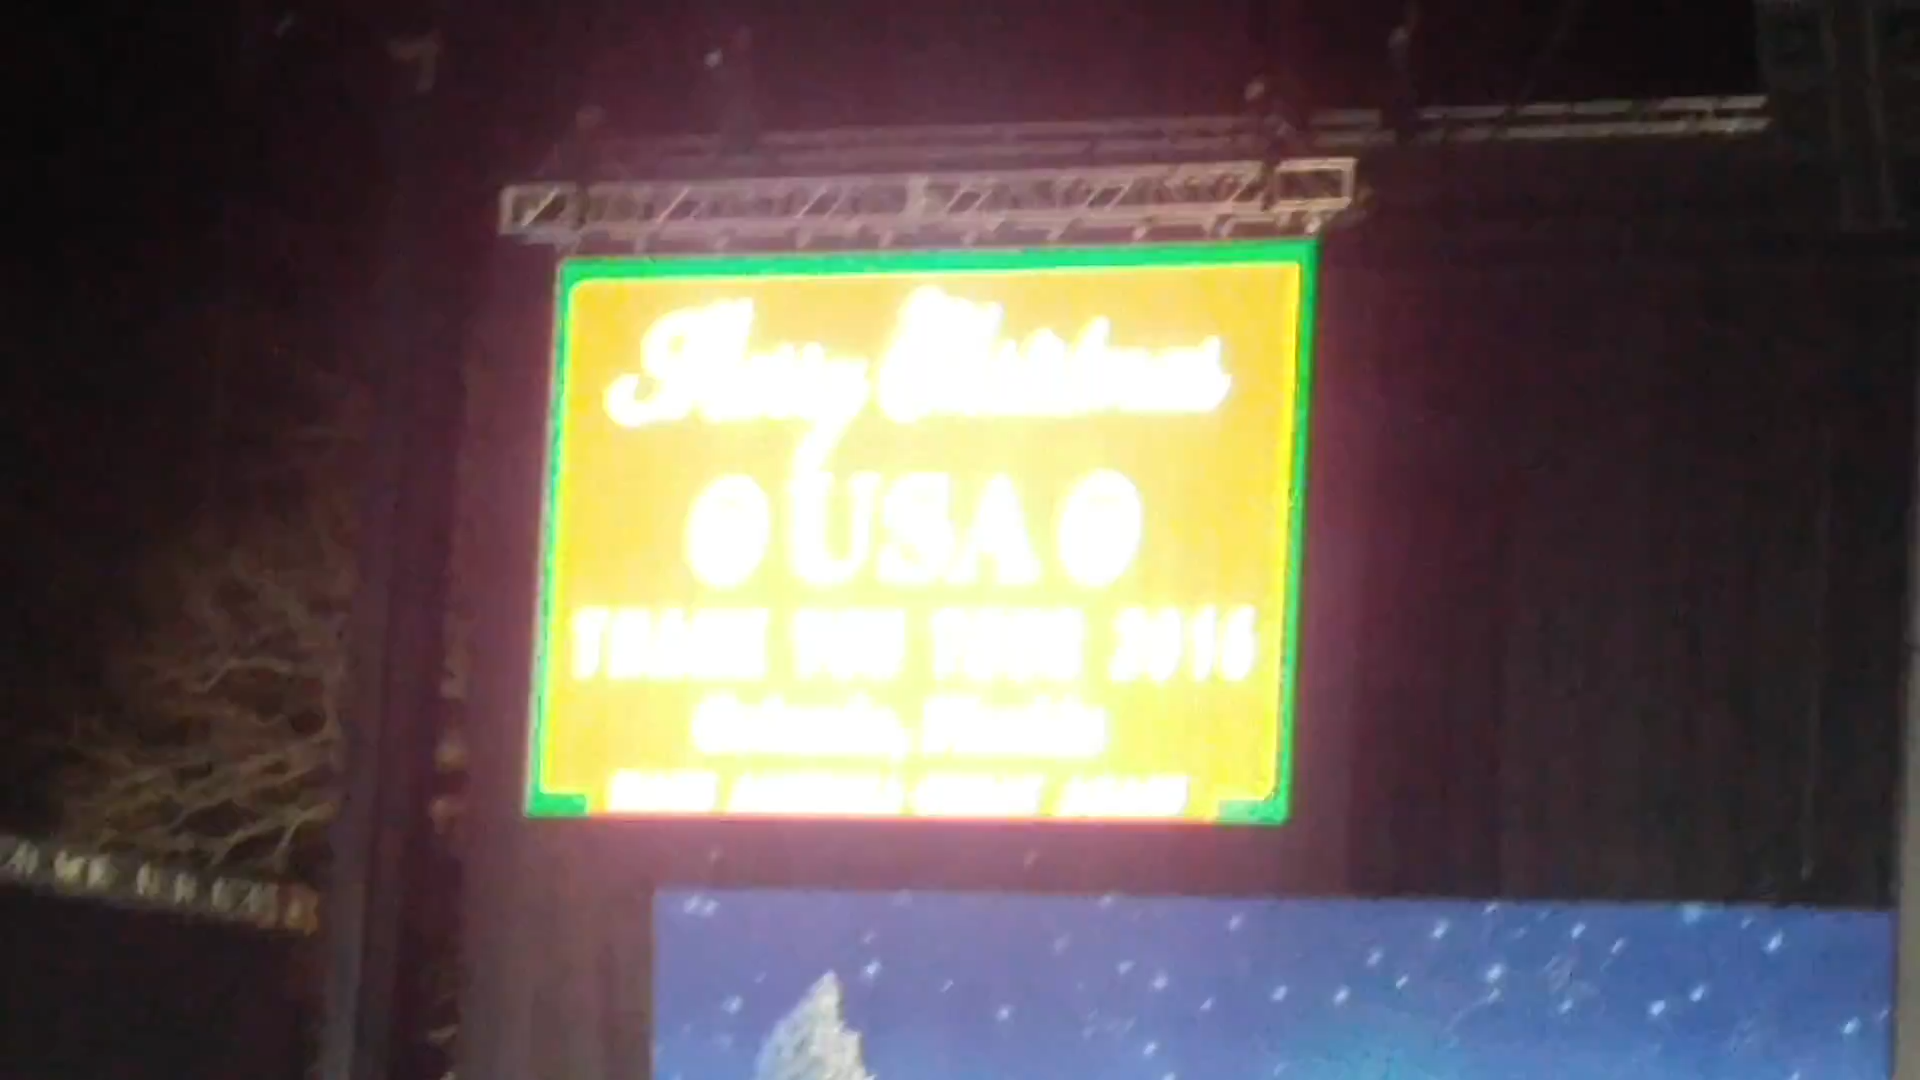 Merry Christmas
USA
THANK YOU TOUR 2016
Orlando, Florida
MAKE AMERICA GREAT AGAIN